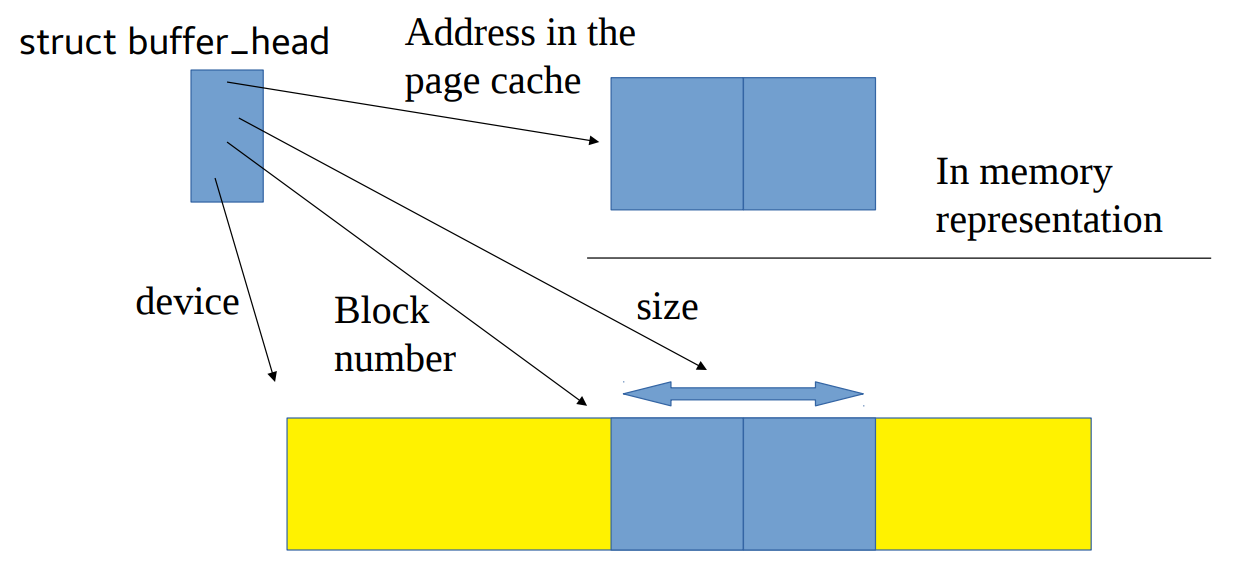 struct buffer_head
Address in the
page cache
In memory
representation
device
Block
number
size